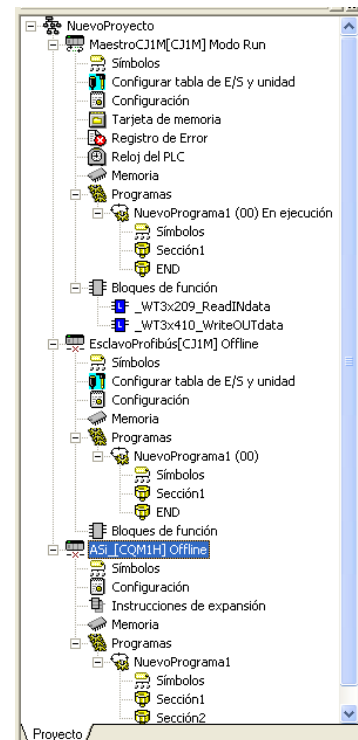 NuevoProyecto
MaestroCJ1M[CJ1M] Modo Run
Símbolos
Configurar tabla de E/S y unidad
Configuración
Tarjeta de memoria
Registro de Error
Reloj del PLC
Memoria
Programas
NuevoPrograma1 (00) En ejecución
Símbolos
Sección1
END
Bloques de función
_WT3x209_ReadINdata
_WT3x410_WriteOUTdata
EsclavoProfibús[CJ1M] Offline
Símbolos
Configurar tabla de E/S y unidad
Configuración
Memoria
Programas
NuevoPrograma1 (00)
Símbolos
Sección1
END
Bloques de función
ASi_[CQM1H] Offline
Símbolos
Configuración
Instrucciones de expansión
Memoria
Programas
NuevoPrograma1
Símbolos
Sección1
Sección2
Proyecto